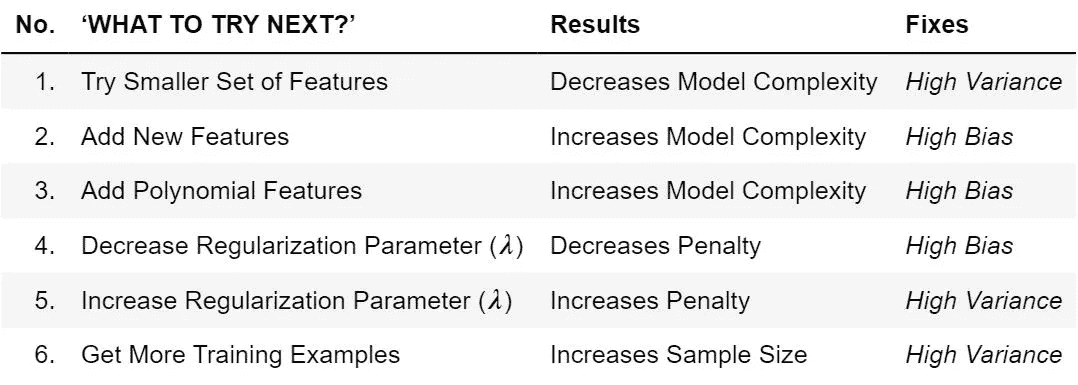 No. ‘WHAT TO TRY NEXT?’ Results Fixes
1. Try Smaller Set of Features Decreases Model Complexity High Variance
2. Add New Features Increases Model Complexity High Bias
3. Add Polynomial Features Increases Model Complexity High Bias
4. Decrease Regularization Parameter (λ) Decreases Penalty High Bias
5. Increase Regularization Parameter (λ) Increases Penalty High Variance
6. Get More Training Examples Increases Sample Size High Variance